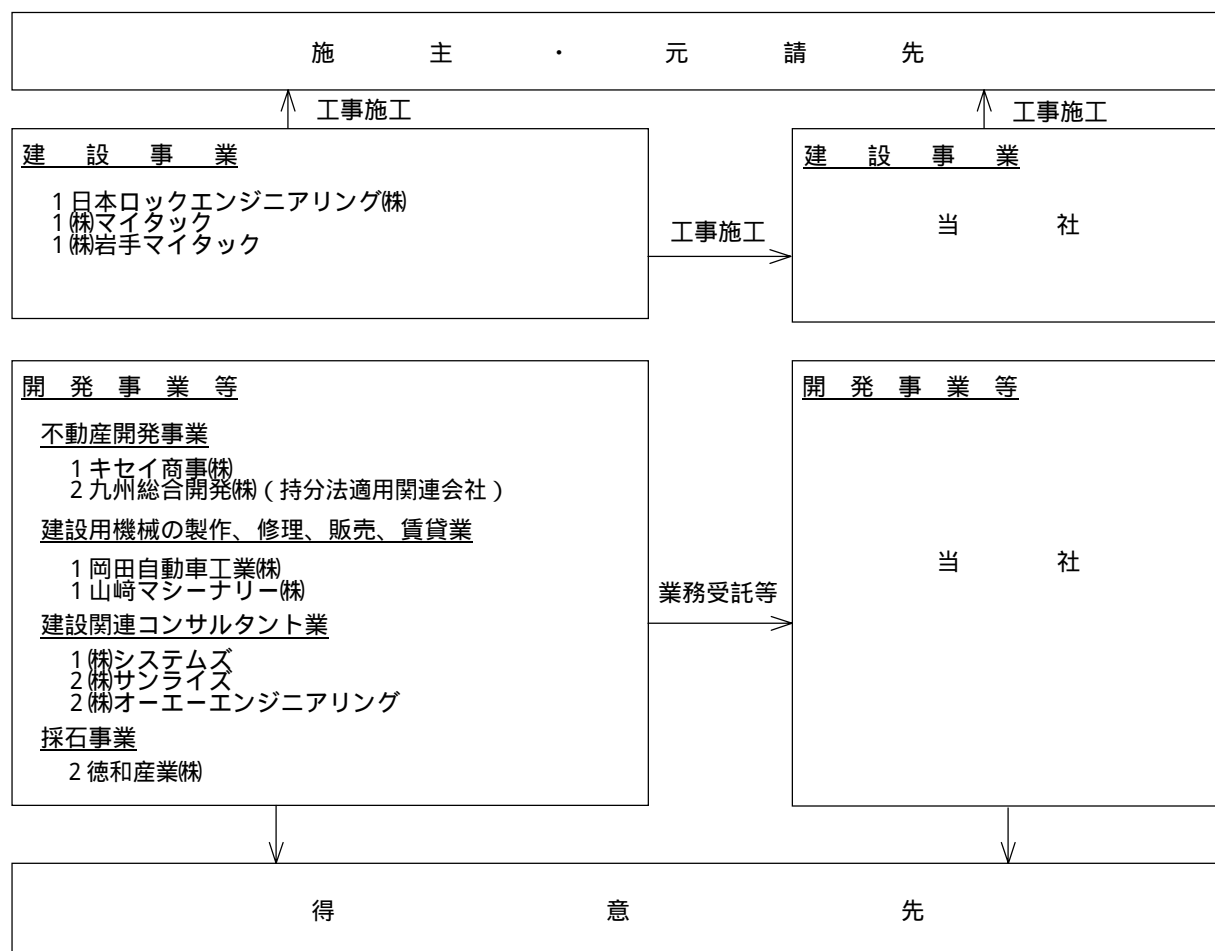 施主・元請先
工事施工
工事施工
建設事業
1 日本ロックエンジニアリング㈱
1 ㈱マイタック
1 ㈱岩手マイタック
工事施工
建設事業
当社
開発事業等
不動産開発事業
1 キセイ商事㈱
2 九州総合開発㈱（持分法適用関連会社）
建設用機械の製作、修理、販売、賃貸業
1 岡田自動車工業㈱
1 山﨑マシーナリー㈱
建設関連コンサルタント業
1 ㈱システムズ
2 ㈱サンライズ
2 ㈱オーエーエンジニアリング
採石事業
2 徳和産業㈱
業務受託等
開発事業等
当社
得意先